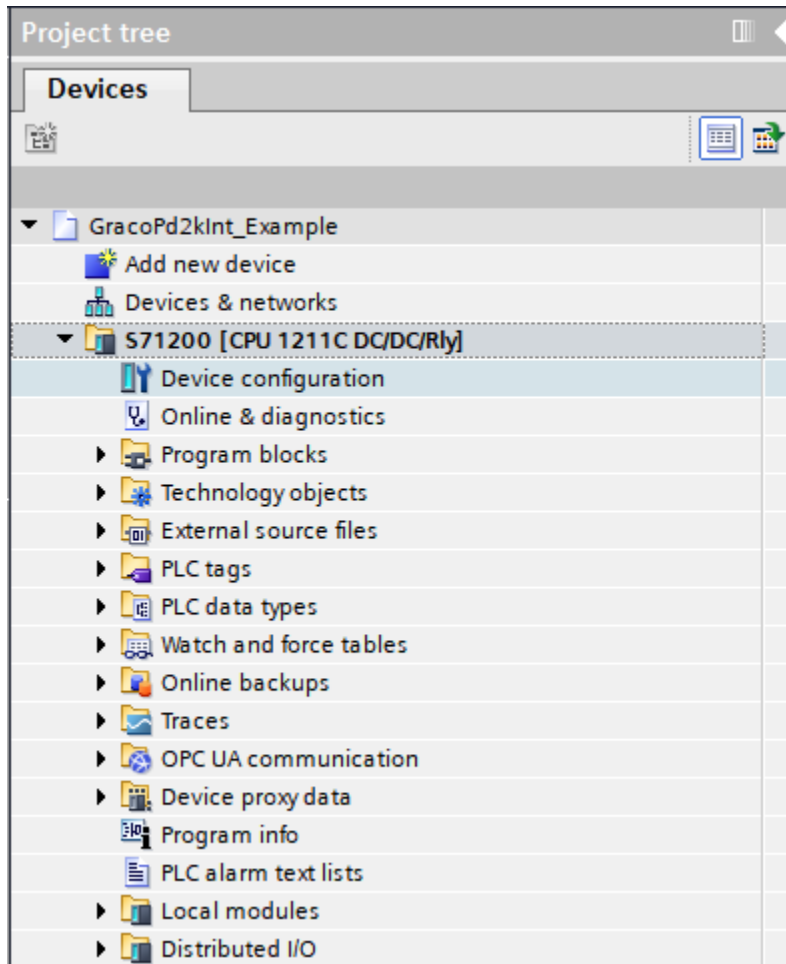 Project tree
Devices
GracoPd2kInt_Example
Add new device
Devices & networks
S71200 [CPU 1211C DC/DC/Rly]
Device configuration
Online & diagnostics
Program blocks
Technology objects
External source files
PLC tags
PLC data types
Watch and force tables
Online backups
Traces
OPC UA communication
Device proxy data
Program info
PLC alarm text lists
Local modules
Distributed I/O